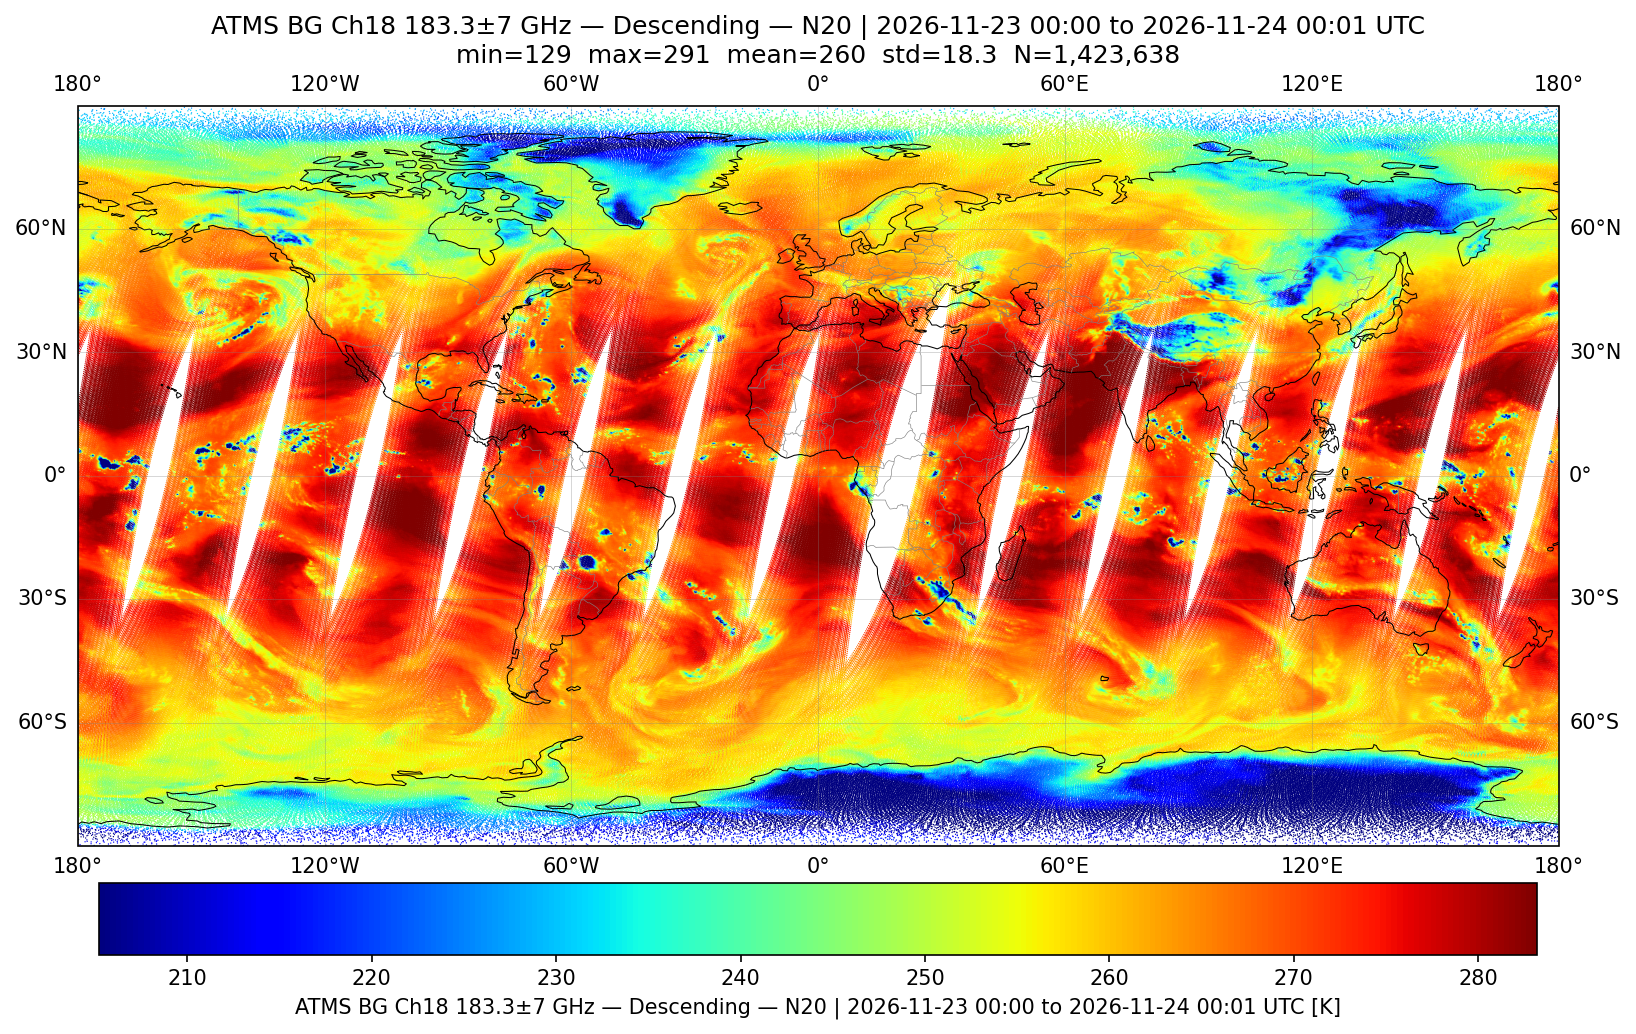 ATMS BG Ch18 183.3±7 GHz — Descending — N20 | 2026-11-23 00:00 to 2026-11-24 00:01 UTC
min=129 max=291 mean=260 std=18.3 N=1,423,638
180° 120°W 60°W 0° 60°E 120°E 180°
60°N 60°N
30°N 30°N
0° 0°
30°S 30°S
60°S 60°S
180° 120°W 60°W 0° 60°E 120°E 180°
210 220 230 240 250 260 270 280
ATMS BG Ch18 183.3±7 GHz — Descending — N20 | 2026-11-23 00:00 to 2026-11-24 00:01 UTC [K]